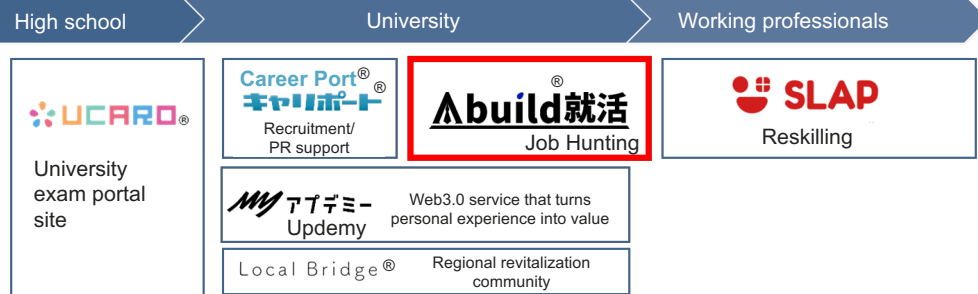 High school
University
Working professionals
UCARO®
University
exam portal
site
Career Port®
キャリポート®
Recruitment/
PR support
®
Abuild就活
Job Hunting
SLAP
Reskilling
MY アプデミー
Updemy
Web3.0 service that turns
personal experience into value
Local Bridge®
Regional revitalization
community